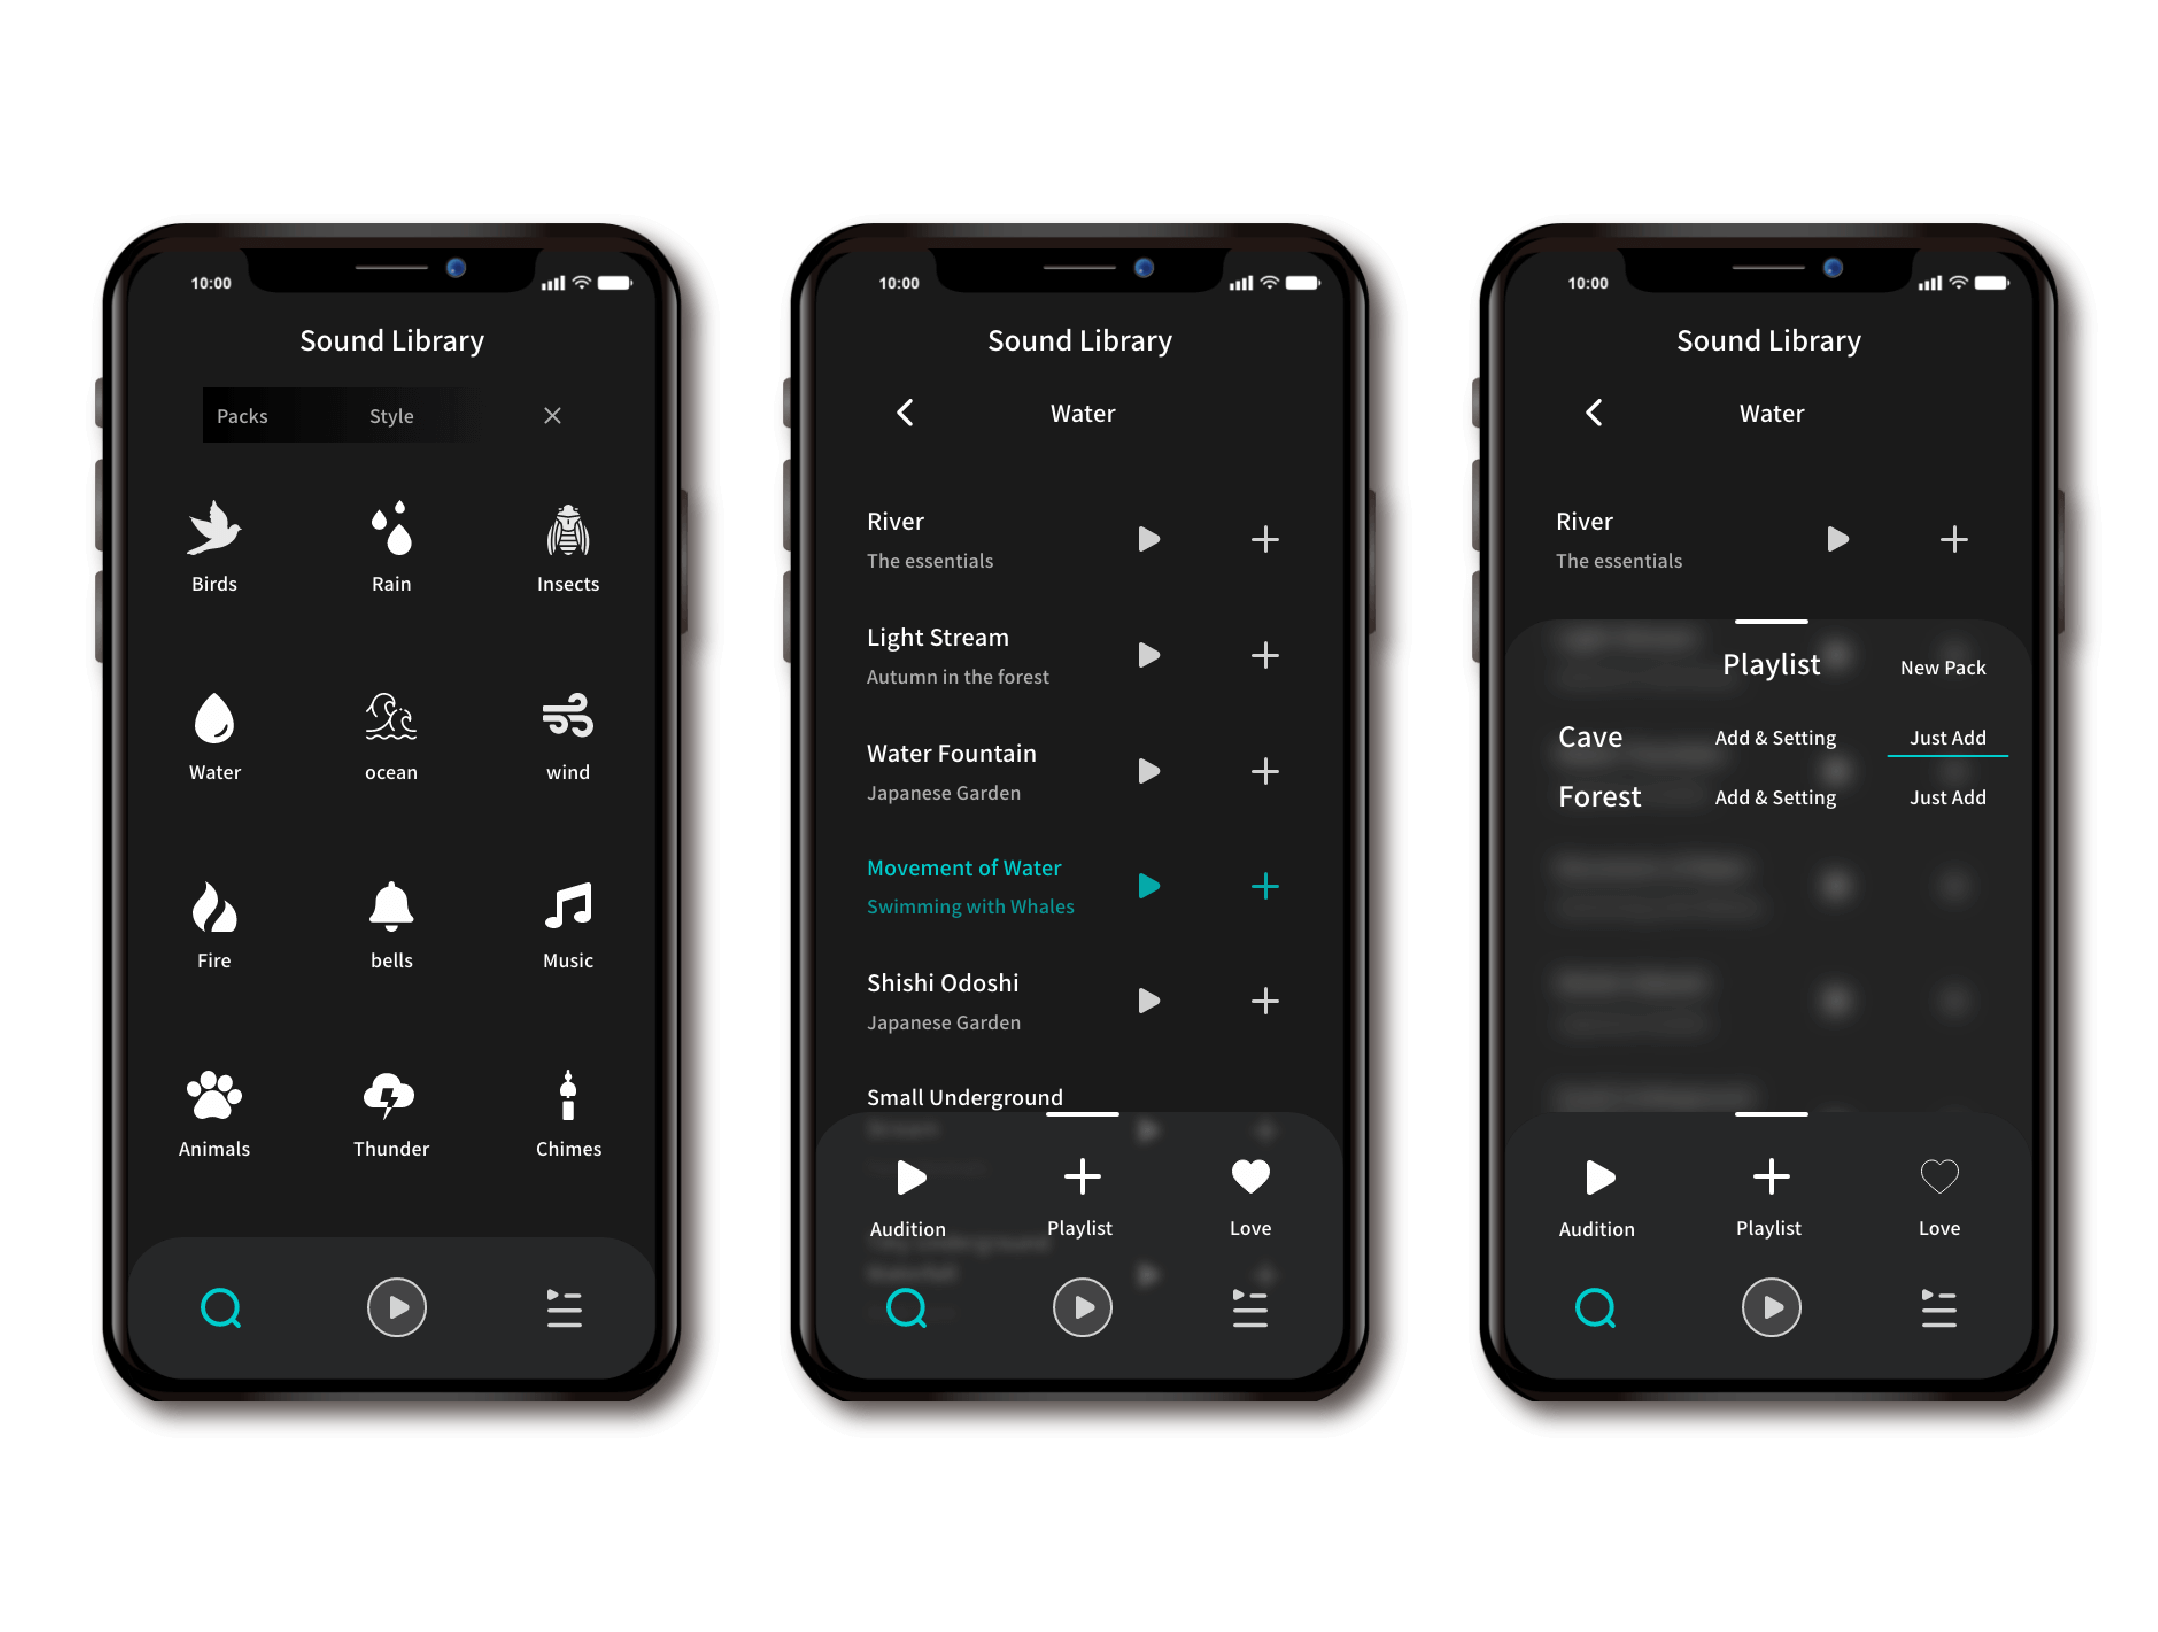 10:00
Sound Library
Packs Style
Birds Rain Insects
Water ocean wind
Fire bells Music
Animals Thunder Chimes
10:00
Sound Library
Water
River
The essentials
Light Stream
Autumn in the forest
Water Fountain
Japanese Garden
Movement of Water
Swimming with Whales
Shishi Odoshi
Japanese Garden
Small Underground
Audition Playlist Love
10:00
Sound Library
Water
River
The essentials
Playlist New Pack
Cave Add & Setting Just Add
Forest Add & Setting Just Add
Audition Playlist Love